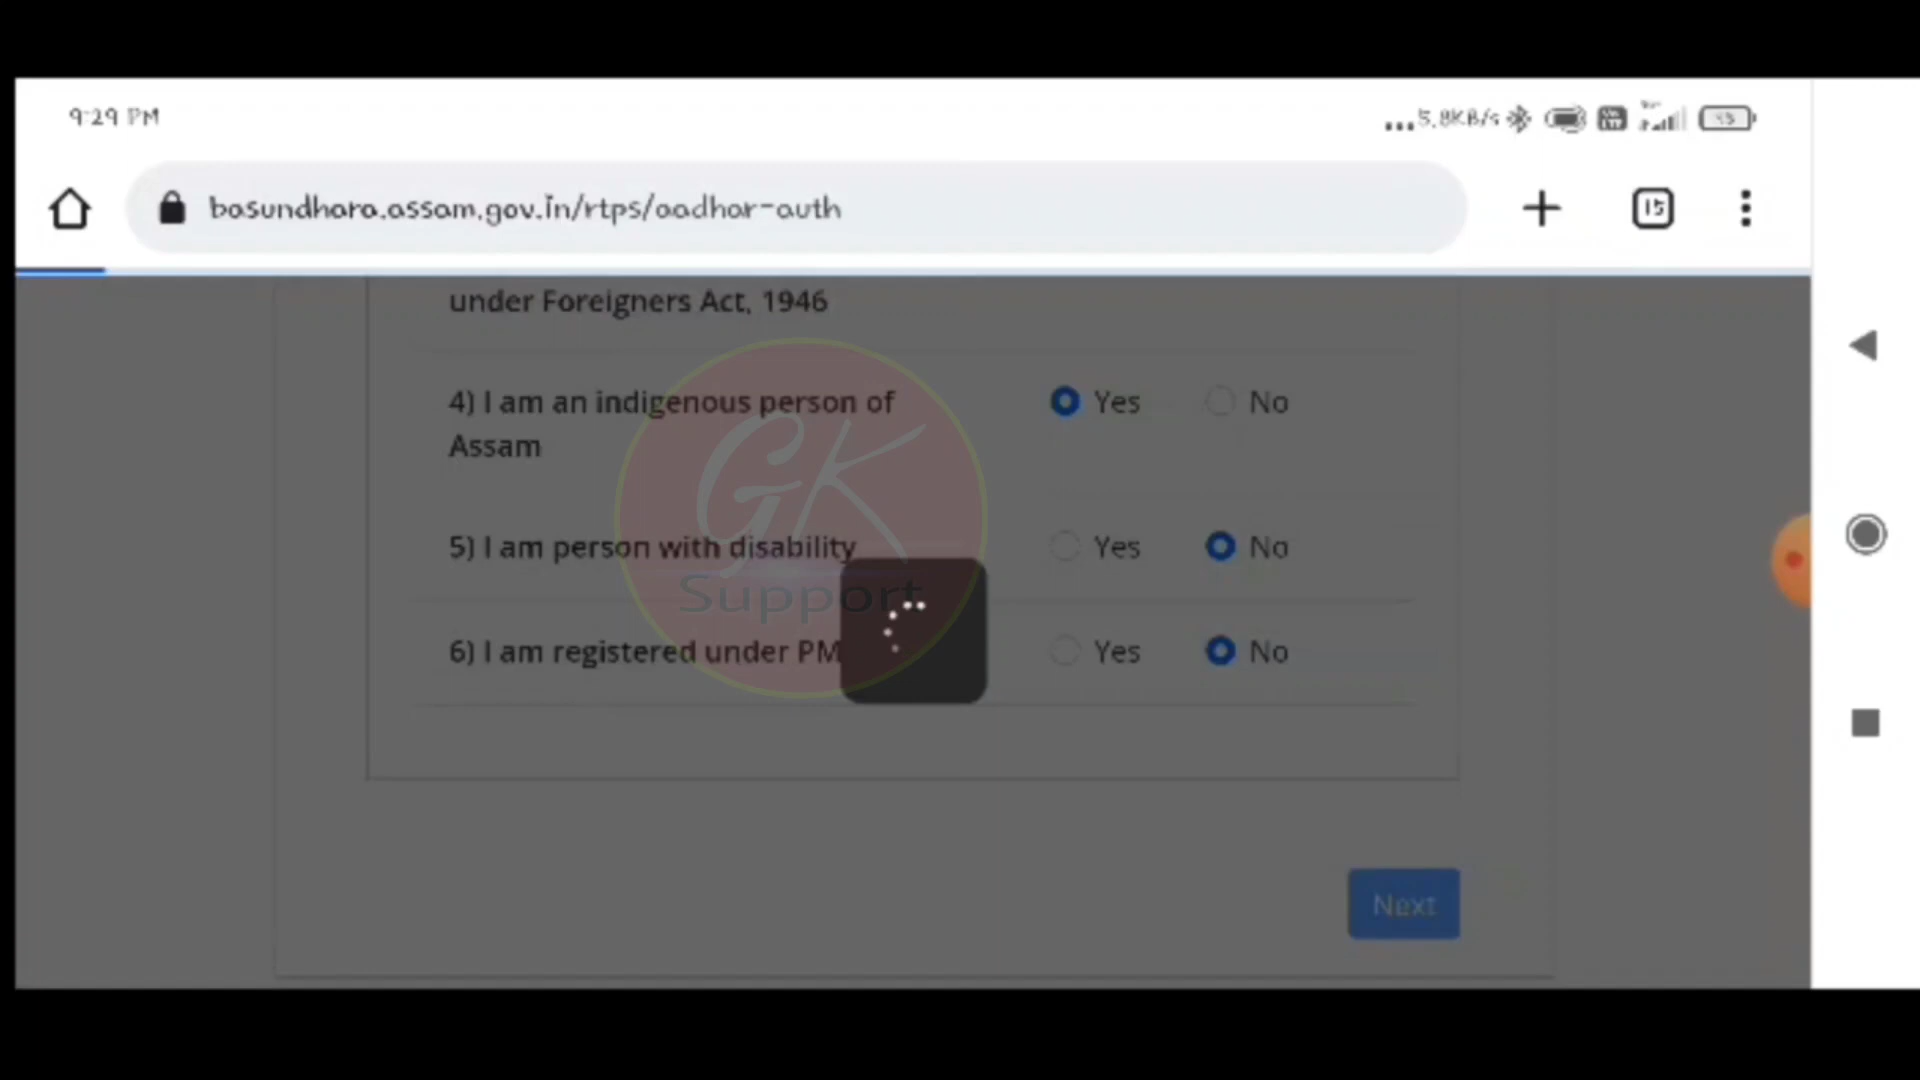 9:29 PM
...5.8KB/s
basundhara.assam.gov.in/rtps/aadhar-auth
15
under Foreigners Act, 1946
4) I am an indigenous person of
Assam
Yes No
5) I am person with disability
Yes No
6) I am registered under PM
Yes No
GK
Support
Next